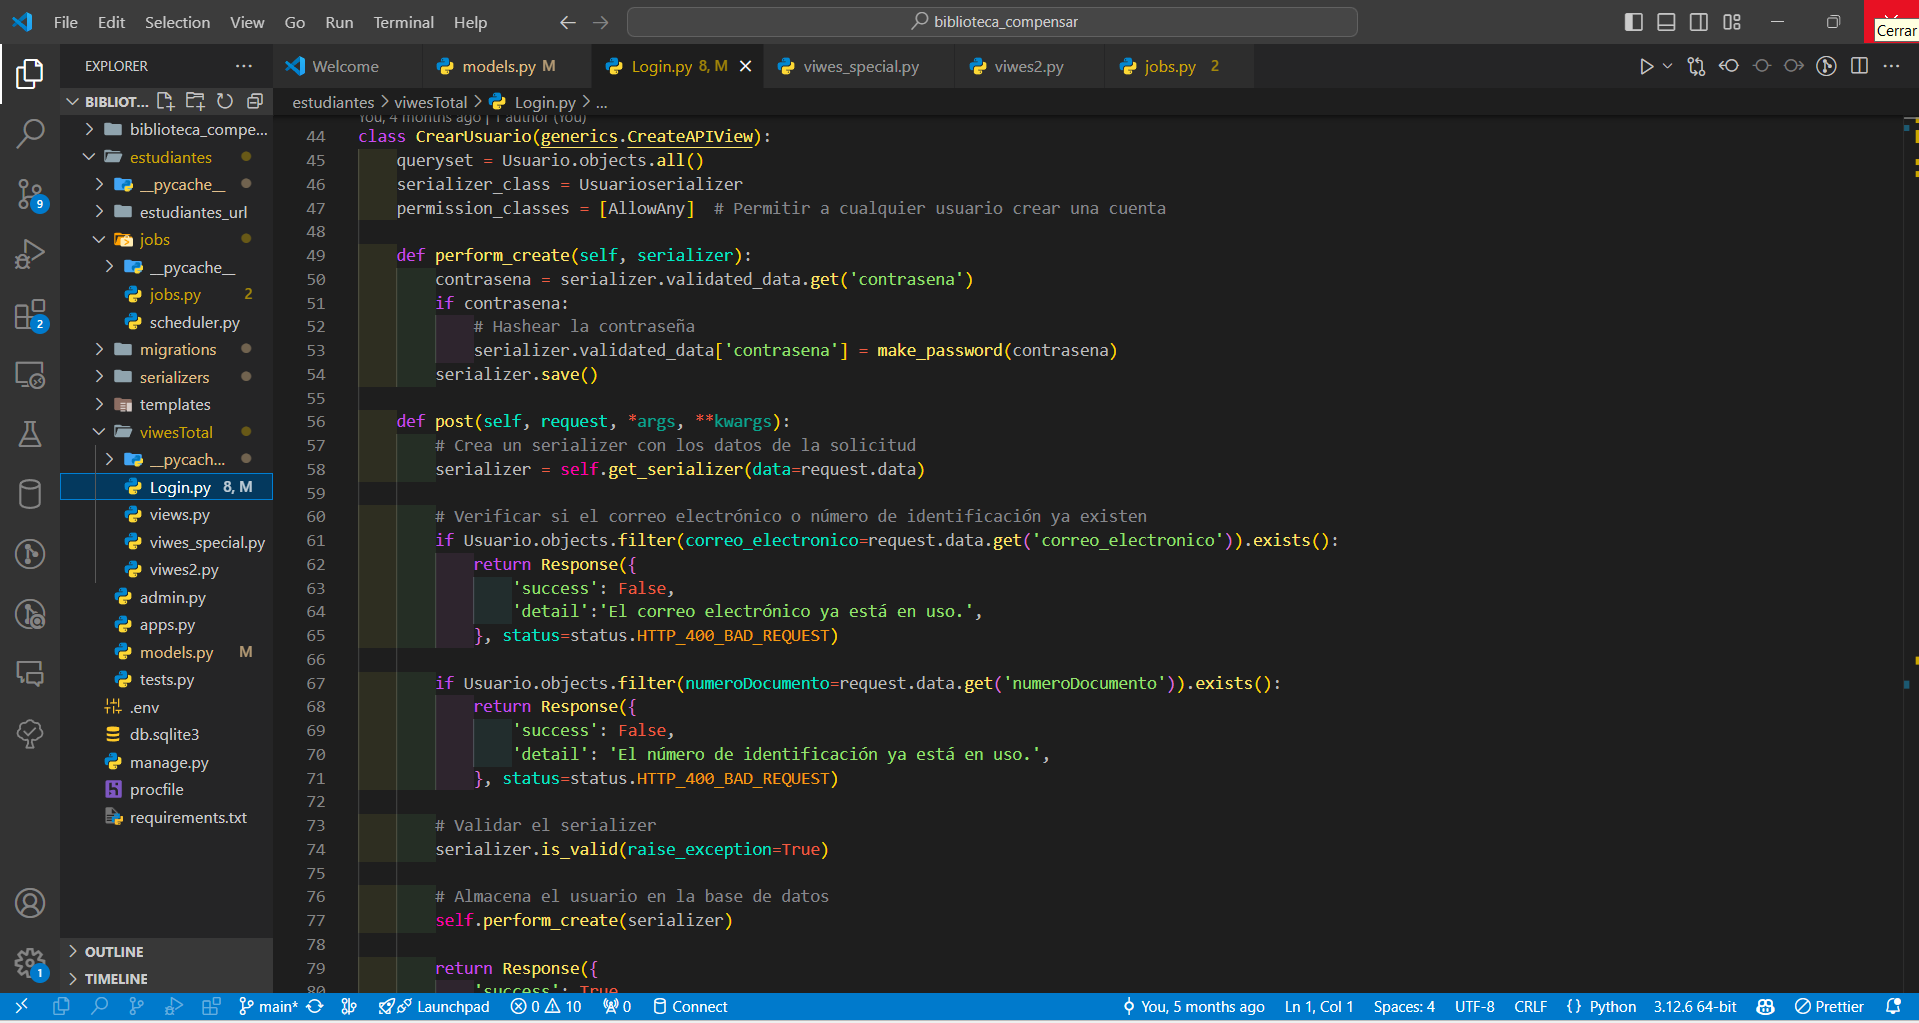 File Edit Selection View Go Run Terminal Help
biblioteca_compensar
Cerrar
EXPLORER
Welcome
models.py M
Login.py 8, M
viwes_special.py
viwes2.py
jobs.py 2
BIBLIOT...
estudiantes > viwesTotal > Login.py > ...
biblioteca_compe...
estudiantes
__pycache__
estudiantes_url
jobs
__pycache__
jobs.py 2
scheduler.py
migrations
serializers
templates
viwesTotal
__pycach...
Login.py 8, M
views.py
viwes_special.py
viwes2.py
admin.py
apps.py
models.py M
tests.py
.env
db.sqlite3
manage.py
procfile
requirements.txt
OUTLINE
TIMELINE
9
2
1
You, 4 months ago | 1 author (You)
44 class CrearUsuario(generics.CreateAPIView):
45 queryset = Usuario.objects.all()
46 serializer_class = Usuarioserializer
47 permission_classes = [AllowAny]  # Permitir a cualquier usuario crear una cuenta
48
49 def perform_create(self, serializer):
50 contrasena = serializer.validated_data.get('contrasena')
51 if contrasena:
52 # Hashear la contraseña
53 serializer.validated_data['contrasena'] = make_password(contrasena)
54 serializer.save()
55
56 def post(self, request, *args, **kwargs):
57 # Crea un serializer con los datos de la solicitud
58 serializer = self.get_serializer(data=request.data)
59
60 # Verificar si el correo electrónico o número de identificación ya existen
61 if Usuario.objects.filter(correo_electronico=request.data.get('correo_electronico')).exists():
62 return Response({
63 'success': False,
64 'detail':'El correo electrónico ya está en uso.',
65 }, status=status.HTTP_400_BAD_REQUEST)
66
67 if Usuario.objects.filter(numeroDocumento=request.data.get('numeroDocumento')).exists():
68 return Response({
69 'success': False,
70 'detail': 'El número de identificación ya está en uso.',
71 }, status=status.HTTP_400_BAD_REQUEST)
72
73 # Validar el serializer
74 serializer.is_valid(raise_exception=True)
75
76 # Almacena el usuario en la base de datos
77 self.perform_create(serializer)
78
79 return Response({
80 'success': True
main* Launchpad 0 10 0 Connect You, 5 months ago Ln 1, Col 1 Spaces: 4 UTF-8 CRLF {} Python 3.12.6 64-bit Prettier